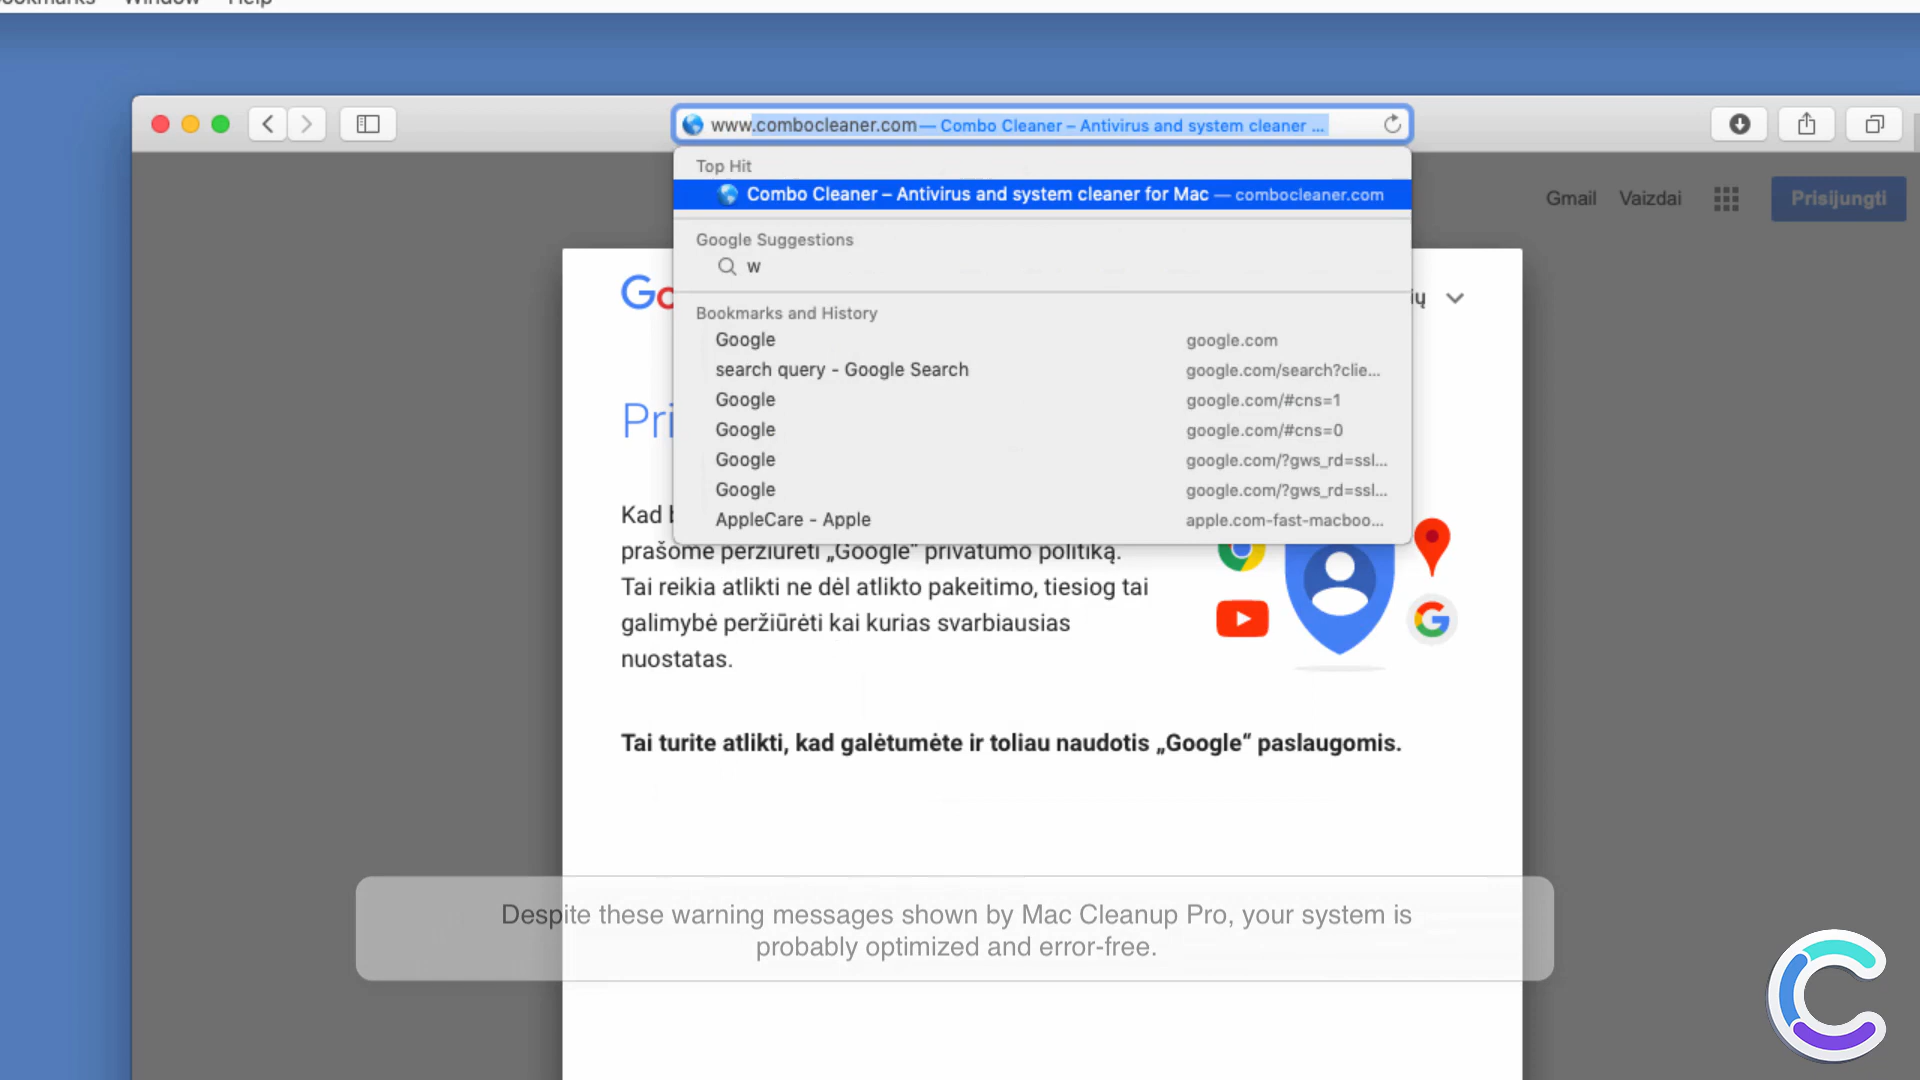 Window Help
www.combocleaner.com — Combo Cleaner – Antivirus and system cleaner ...
Top Hit
Combo Cleaner – Antivirus and system cleaner for Mac — combocleaner.com
Gmail Vaizdai Prisijungti
Google Suggestions
w
Bookmarks and History
Google google.com
search query - Google Search google.com/search?clie...
Google google.com/#cns=1
Google google.com/#cns=0
Google google.com/?gws_rd=ssl...
Google google.com/?gws_rd=ssl...
AppleCare - Apple apple.com-fast-macboo...
Kad
prašome peržiūrėti „Google“ privatumo politiką.
Tai reikia atlikti ne dėl atlikto pakeitimo, tiesiog tai
galimybė peržiūrėti kai kurias svarbiausias
nuostatas.
Tai turite atlikti, kad galėtumėte ir toliau naudotis „Google“ paslaugomis.
Despite these warning messages shown by Mac Cleanup Pro, your system is
probably optimized and error-free.